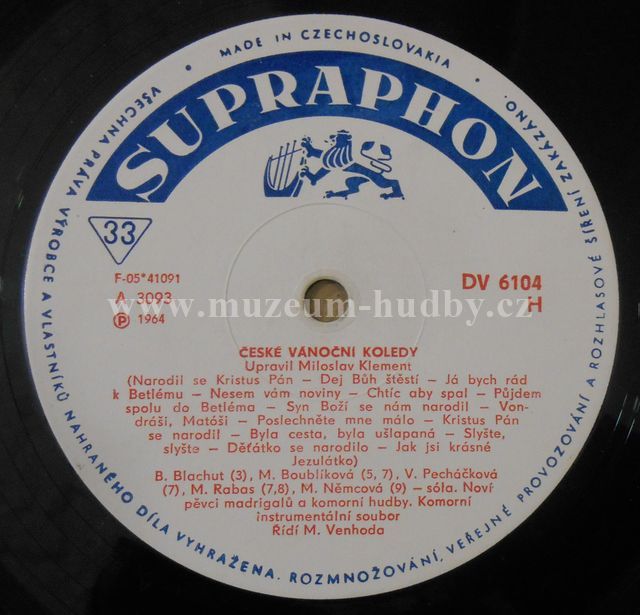 MADE IN CZECHOSLOVAKIA
VŠECHNA PRÁVA VÝROBCE A VLASTNÍKŮ NAHRANÉHO DÍLA VYHRAŽENA. ROZMNOŽOVÁNÍ, VEŘEJNÉ PROVOZOVÁNÍ A ROZHLASOVÉ ŠÍŘENÍ ZAKÁZÁNO.
SUPRAPHON
33
F-05*41091
A 3093
Ⓟ 1964
DV 6104
H
www.muzeum-hudby.cz
ČESKÉ VÁNOČNÍ KOLEDY
Upravil Miloslav Klement
(Narodil se Kristus Pán – Dej Bůh štěstí – Já bych rád
k Betlému – Nesem vám noviny – Chtíc aby spal – Půjdem
spolu do Betléma – Syn Boží se nám narodil – Von-
dráši, Matóši – Poslechněte mne málo – Kristus Pán
se narodil – Byla cesta, byla ušlapaná – Slyšte,
slyšte – Děťátko se narodilo – Jak jsi krásné
Jezulátko)
B. Blachut (3), M. Boublíková (5, 7), V. Pecháčková
(7), M. Rabas (7,8), M. Němcová (9) – sóla. Noví
pěvci madrigalů a komorní hudby. Komorní
instrumentální soubor
Řídí M. Venhoda